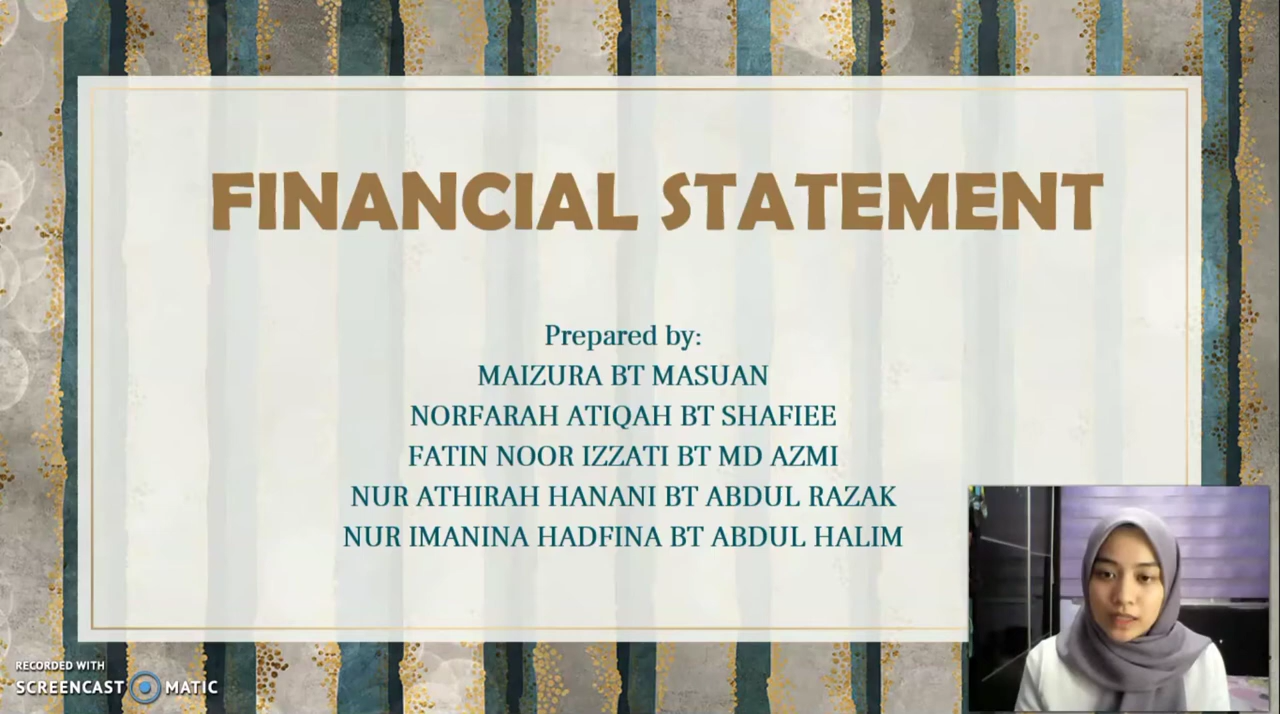 FINANCIAL STATEMENT
Prepared by:
MAIZURA BT MASUAN
NORFARAH ATIQAH BT SHAFIEE
FATIN NOOR IZZATI BT MD AZMI
NUR ATHIRAH HANANI BT ABDUL RAZAK
NUR IMANINA HADFINA BT ABDUL HALIM
RECORDED WITH
SCREENCAST MATIC